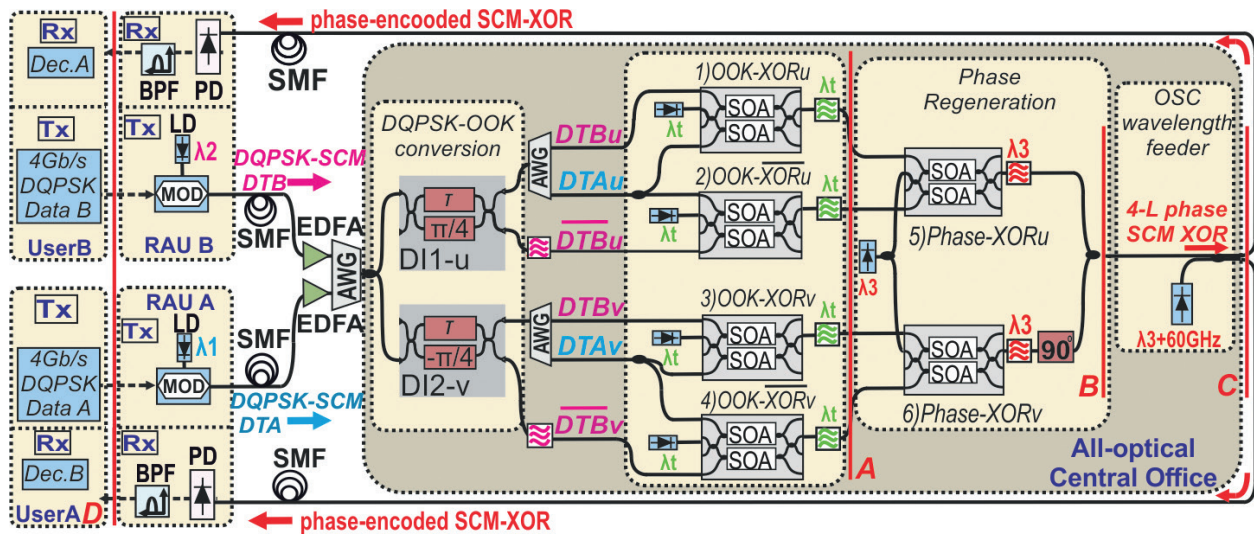 phase-encooded SCM-XOR
Rx
Dec.A
Rx
BPF
PD
SMF
Tx
4Gb/s
DQPSK
Data B
UserB
Tx
LD
λ2
MOD
RAU B
DQPSK-SCM
DTB
SMF
EDFA
AWG
EDFA
Tx
4Gb/s
DQPSK
Data A
Rx
Dec.B
UserA
D
RAU A
Tx
LD
λ1
MOD
Rx
BPF
PD
SMF
DQPSK-SCM
DTA
SMF
phase-encoded SCM-XOR
DQPSK-OOK
conversion
τ
π/4
DI1-u
τ
-π/4
DI2-v
AWG
DTBu
DTAu
DTBu
AWG
DTBv
DTAv
DTBv
1)OOK-XORu
SOA
SOA
λt
λt
2)OOK-XORu
SOA
SOA
λt
λt
3)OOK-XORv
SOA
SOA
λt
λt
4)OOK-XORv
SOA
SOA
λt
λt
A
Phase
Regeneration
SOA
SOA
λ3
5)Phase-XORu
λ3
SOA
SOA
λ3
90°
6)Phase-XORv
B
OSC
wavelength
feeder
4-L phase
SCM XOR
λ3+60GHz
C
All-optical
Central Office